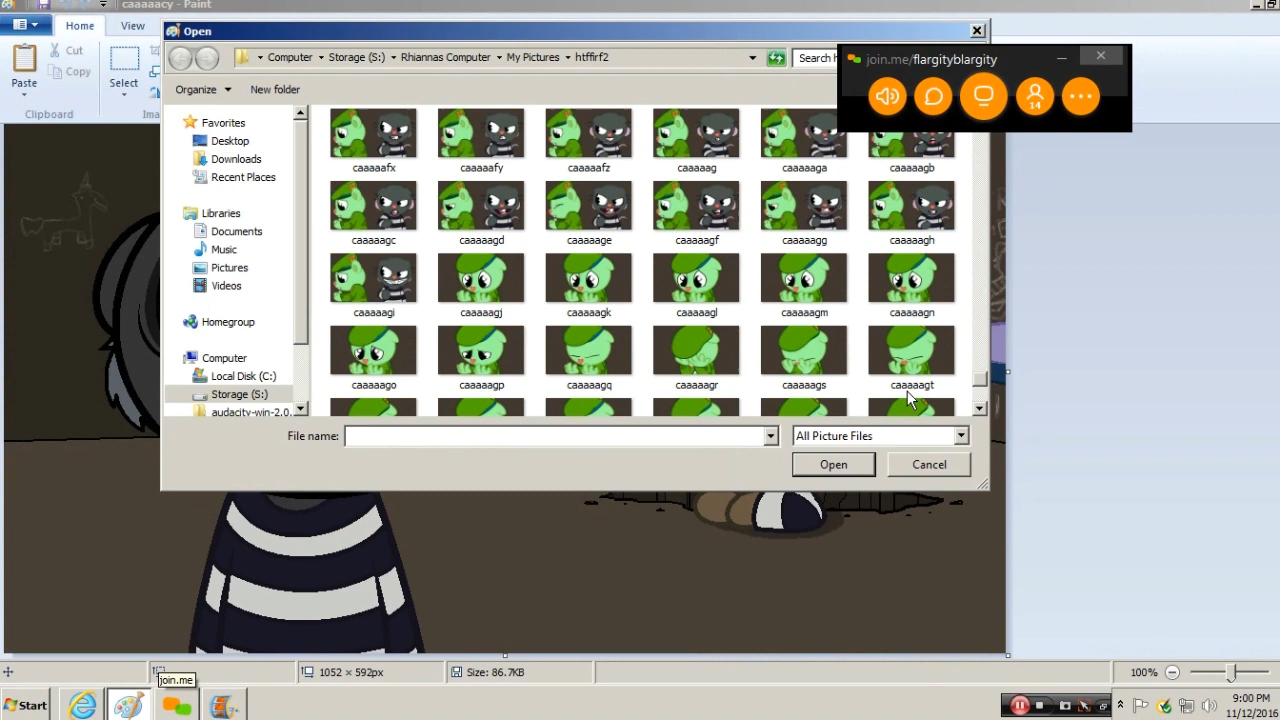 caaaaacy - Paint
Home
View
Paste
Cut
Copy
Clipboard
Select
Ima
Open
Computer
Storage (S:)
Rhiannas Computer
My Pictures
htffirf2
Search h
join.me/flargityblargity
14
Organize
New folder
Favorites
Desktop
Downloads
Recent Places
Libraries
Documents
Music
Pictures
Videos
Homegroup
Computer
Local Disk (C:)
Storage (S:)
audacity-win-2.0.
caaaaafx caaaaafy caaaaafz caaaaag caaaaaga caaaaagb
caaaaagc caaaaagd caaaaage caaaaagf caaaaagg caaaaagh
caaaaagi caaaaagj caaaaagk caaaaagl caaaaagm caaaaagn
caaaaago caaaaagp caaaaagq caaaaagr caaaaags caaaaagt
File name:
All Picture Files
Open
Cancel
1052 × 592px
Size: 86.7KB
100%
join.me
Start
9:00 PM
11/12/2016